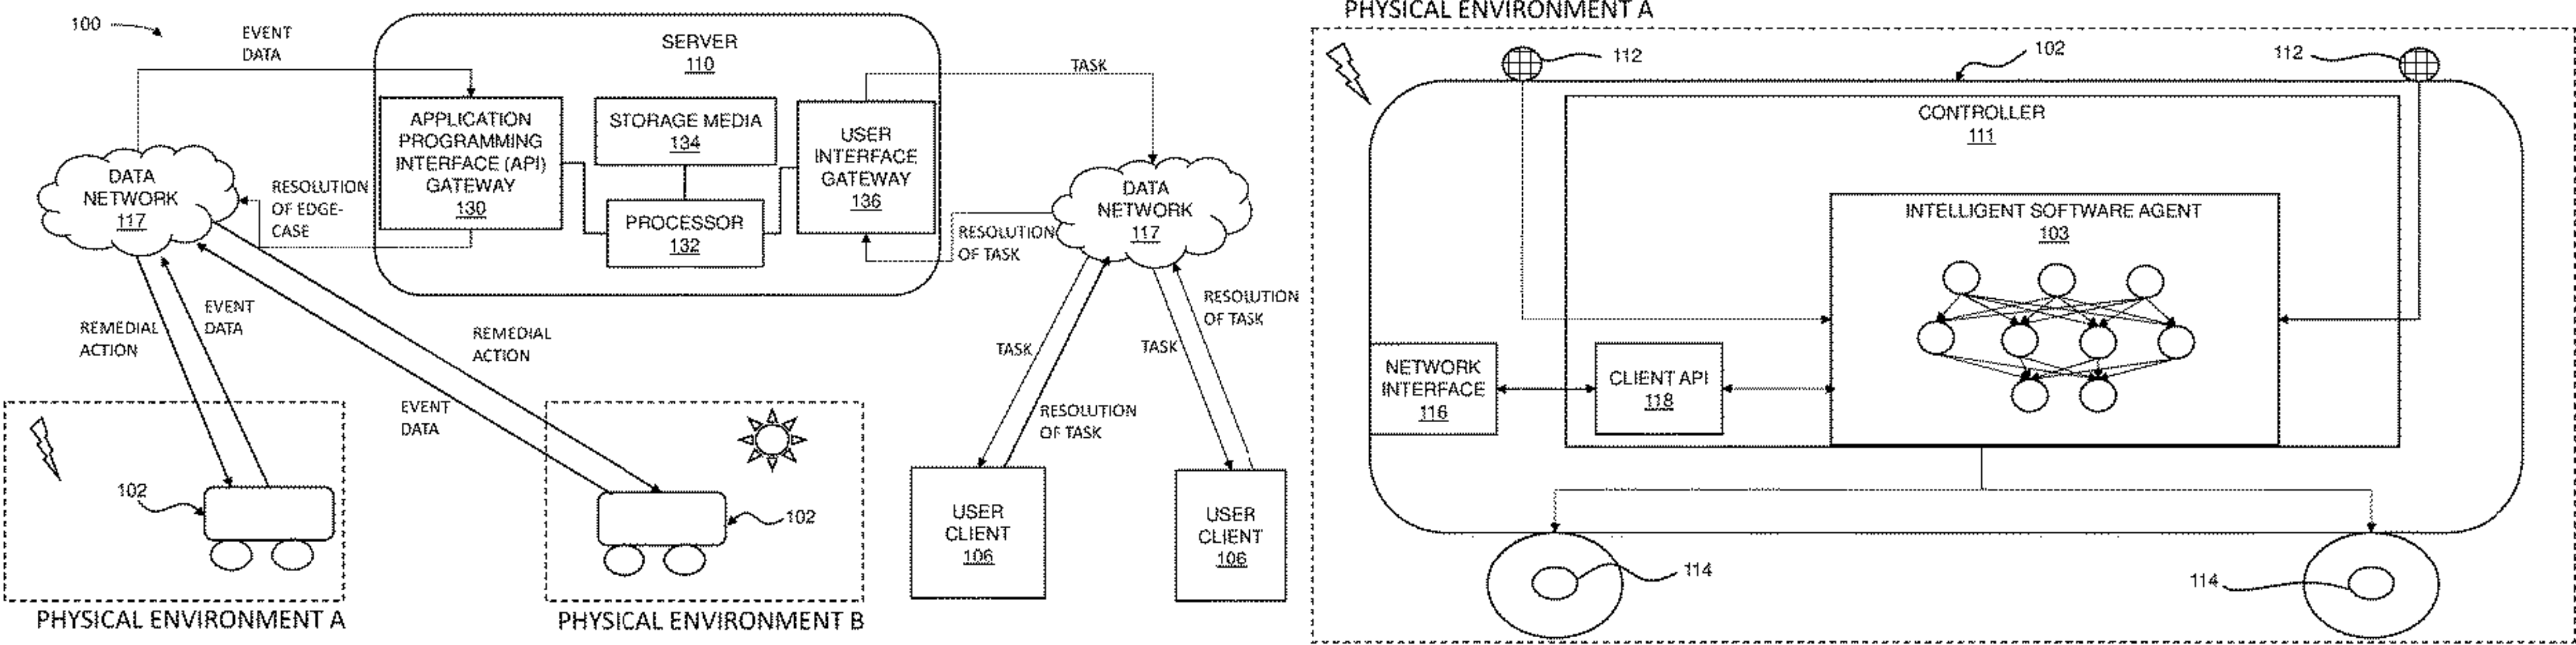 100
EVENT
DATA
SERVER
110
APPLICATION
PROGRAMMING
INTERFACE (API)
GATEWAY
130
STORAGE MEDIA
134
PROCESSOR
132
USER
INTERFACE
GATEWAY
136
TASK
DATA
NETWORK
117
RESOLUTION
OF EDGE-
CASE
DATA
NETWORK
117
RESOLUTION
OF TASK
REMEDIAL
ACTION
EVENT
DATA
REMEDIAL
ACTION
EVENT
DATA
TASK
RESOLUTION
OF TASK
TASK
RESOLUTION
OF TASK
102
PHYSICAL ENVIRONMENT A
102
PHYSICAL ENVIRONMENT B
USER
CLIENT
106
USER
CLIENT
106
PHYSICAL ENVIRONMENT A
112
102
112
CONTROLLER
111
INTELLIGENT SOFTWARE AGENT
103
NETWORK
INTERFACE
116
CLIENT API
118
114
114